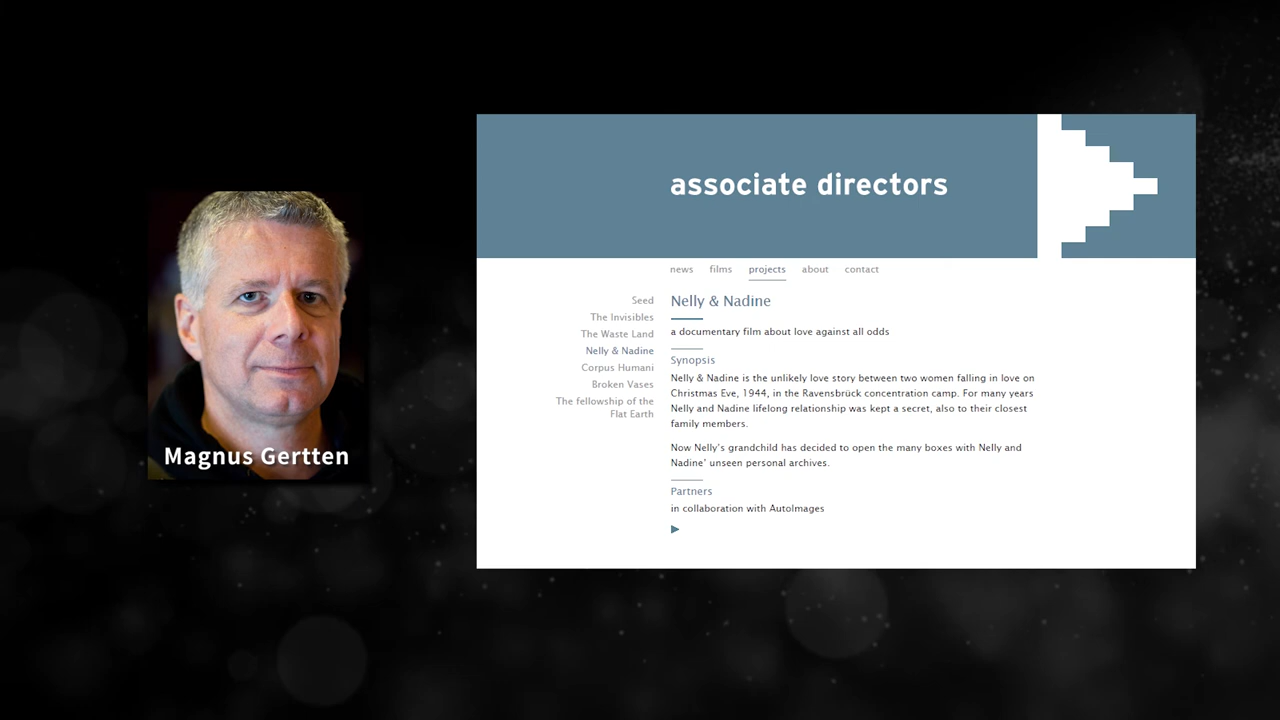 Magnus Gertten
associate directors
news films projects about contact
Seed
The Invisibles
The Waste Land
Nelly & Nadine
Corpus Humani
Broken Vases
The fellowship of the
Flat Earth
Nelly & Nadine
a documentary film about love against all odds
Synopsis
Nelly & Nadine is the unlikely love story between two women falling in love on
Christmas Eve, 1944, in the Ravensbrück concentration camp. For many years
Nelly and Nadine lifelong relationship was kept a secret, also to their closest
family members.
Now Nelly's grandchild has decided to open the many boxes with Nelly and
Nadine' unseen personal archives.
Partners
in collaboration with AutoImages